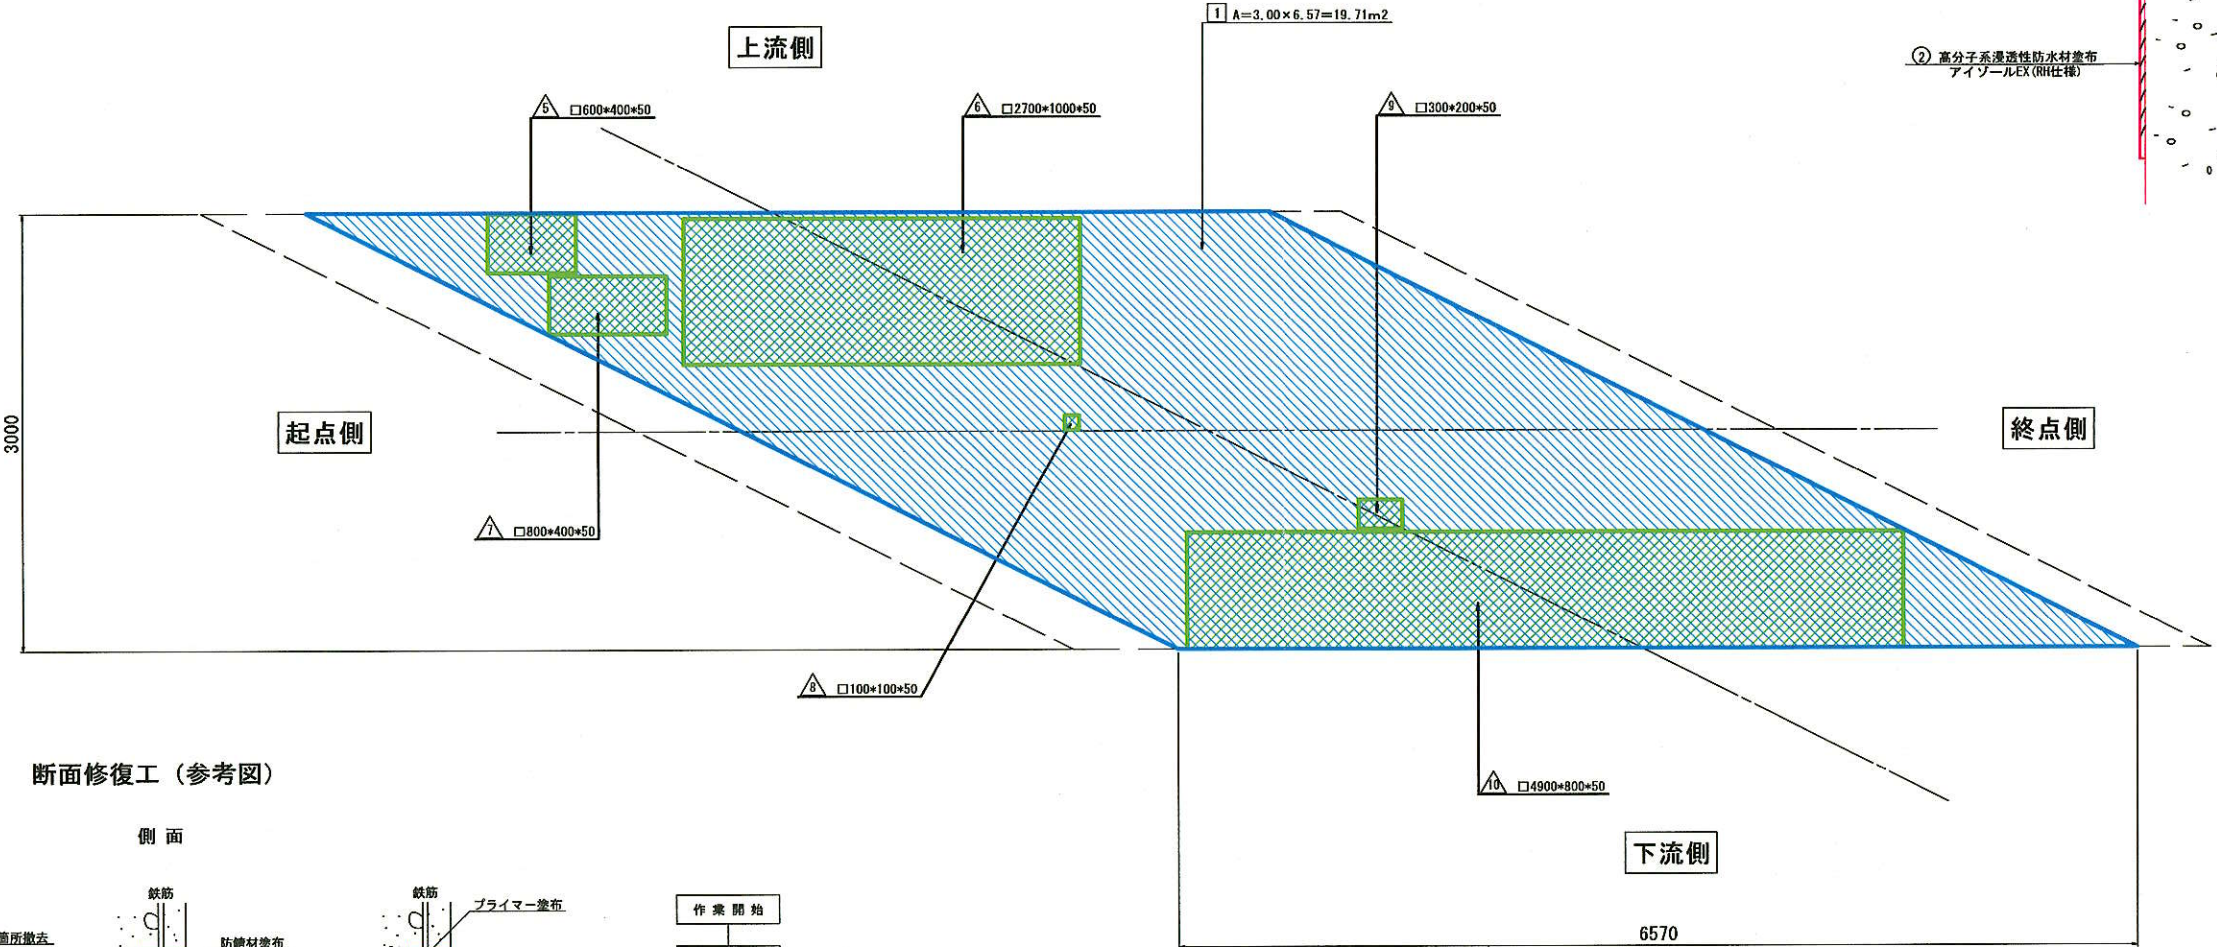 1 A=3.00×6.57=19.71m2
上流側
② 高分子系浸透性防水材塗布
アイゾールEX(RH仕様)
5 □600*400*50
6 □2700*1000*50
9 □300*200*50
3000
起点側
終点側
7 □800*400*50
8 □100*100*50
10 □4900*800*50
断面修復工（参考図）
側面
下流側
鉄筋
鉄筋
プライマー塗布
作業開始
箇所撤去
防錆材塗布
6570